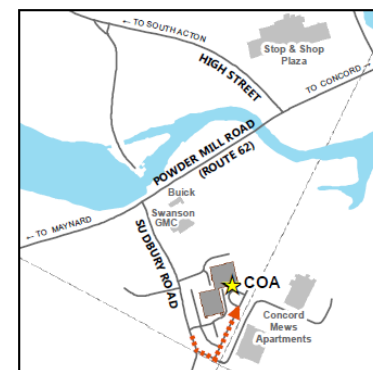 ← TO SOUTH ACTON
Stop & Shop
Plaza
HIGH STREET
TO CONCORD →
POWDER MILL ROAD
(ROUTE 62)
Buick
Swanson
GMC
← TO MAYNARD
SUDBURY ROAD
COA
Concord
Mews
Apartments